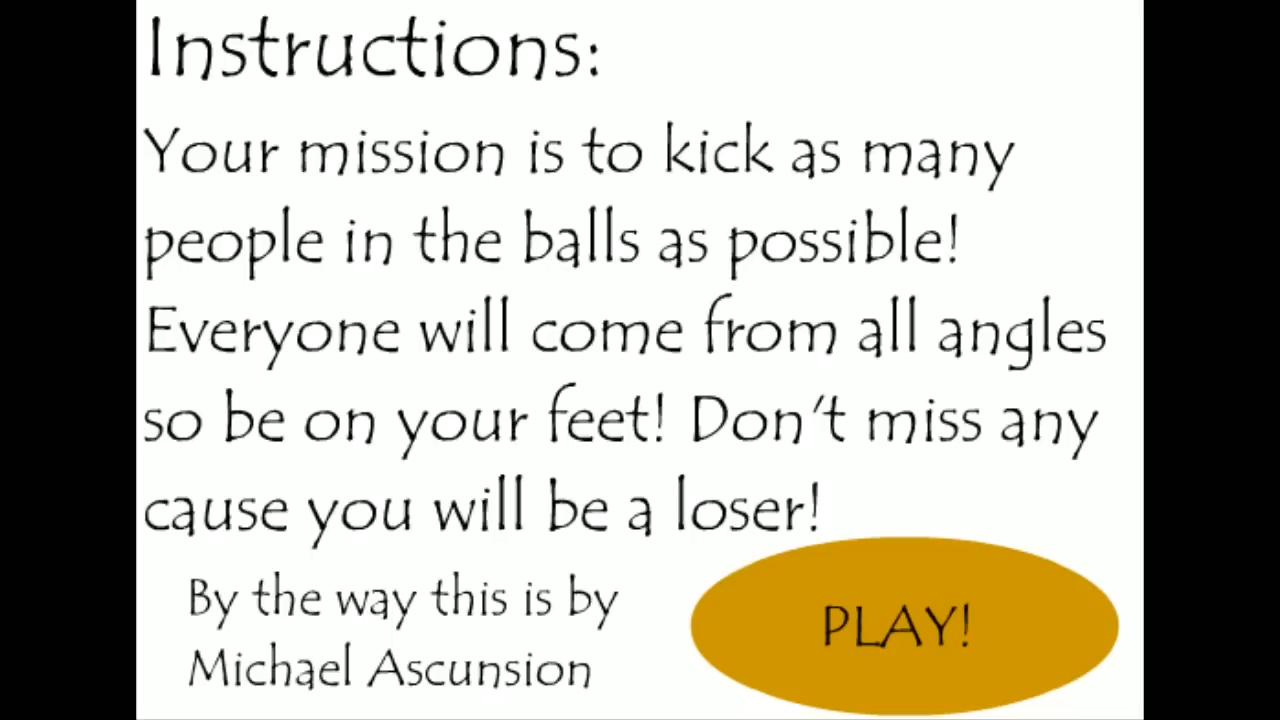 Instructions:
Your mission is to kick as many
people in the balls as possible!
Everyone will come from all angles
so be on your feet! Don't miss any
cause you will be a loser!
By the way this is by
Michael Ascunsion
PLAY!